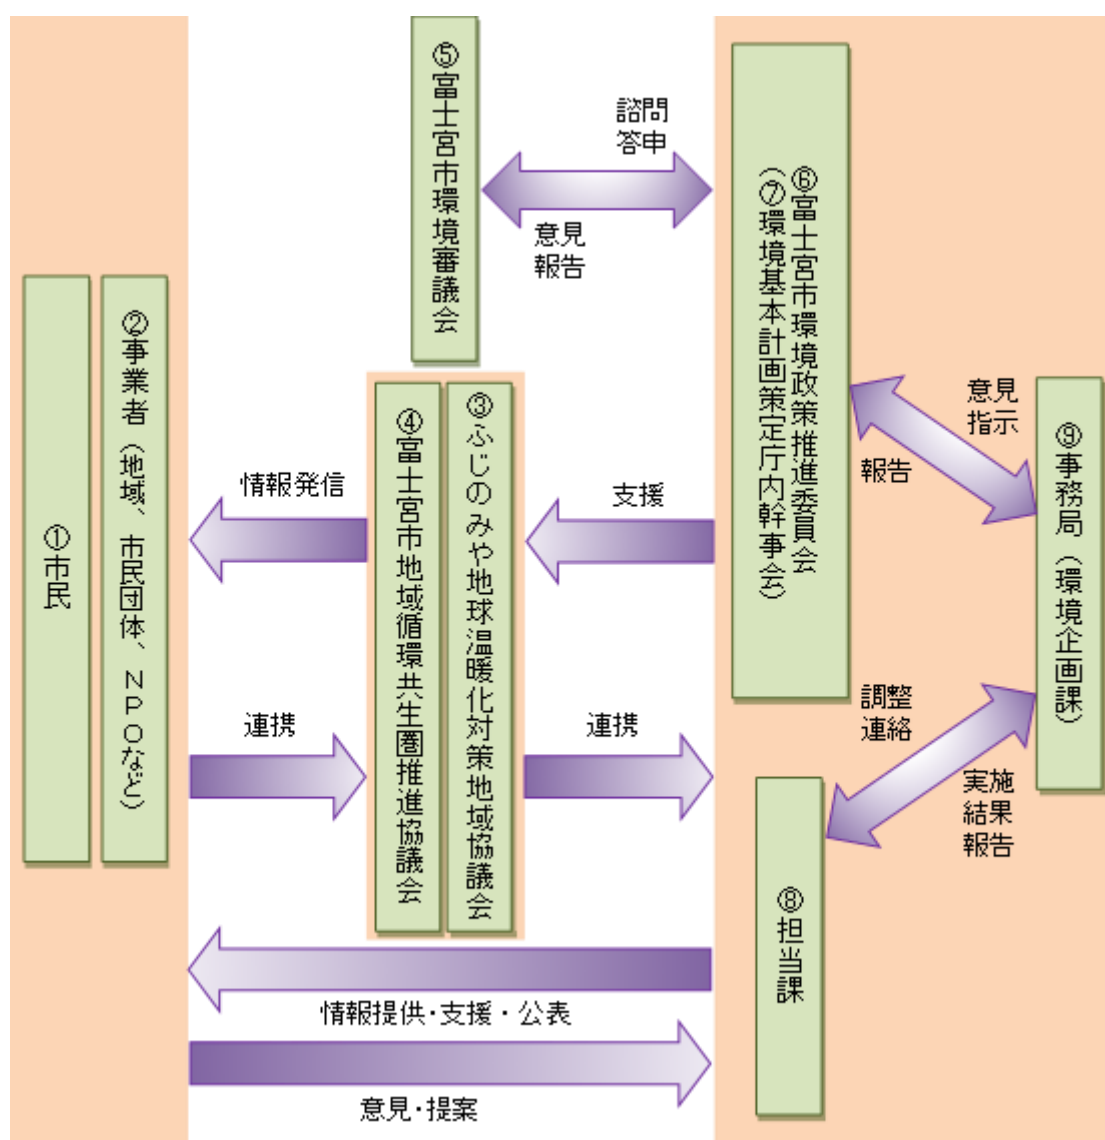 ⑤富士宮市環境審議会
諮問
答申
意見
報告
⑥富士宮市環境政策推進委員会
（⑦環境基本計画策定庁内幹事会）
①市民
②事業者（地域、市民団体、ＮＰＯなど）
情報発信
連携
④富士宮市地域循環共生圏推進協議会
③ふじのみや地球温暖化対策地域協議会
支援
連携
意見
指示
報告
⑨事務局（環境企画課）
調整
連絡
実施
結果
報告
⑧担当課
情報提供・支援・公表
意見・提案